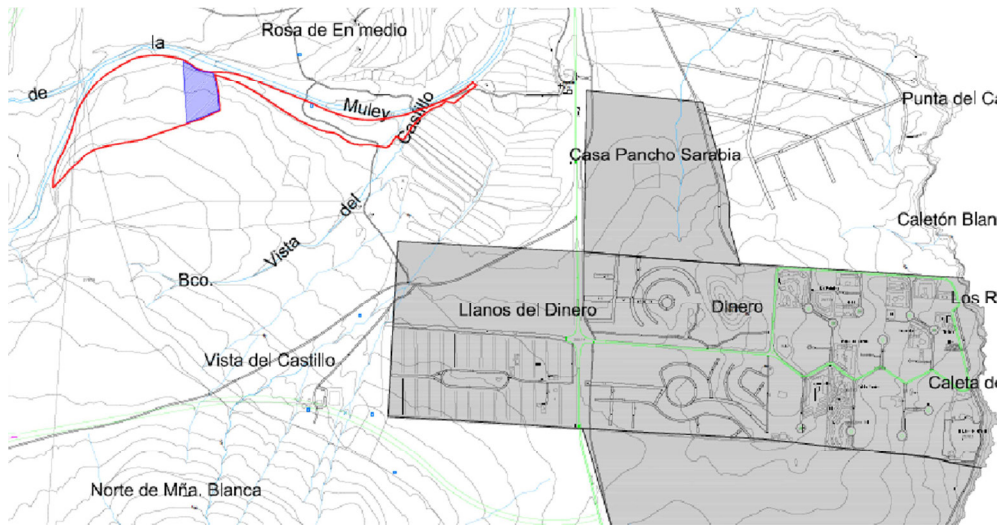 Rosa de En medio
la
de
Muley
Castillo
Punta del Ca
Casa Pancho Sarabia
Caletón Blan
del
Vista
Bco.
Los R
Llanos del Dinero
Dinero
Vista del Castillo
Caleta de
Norte de Mña. Blanca